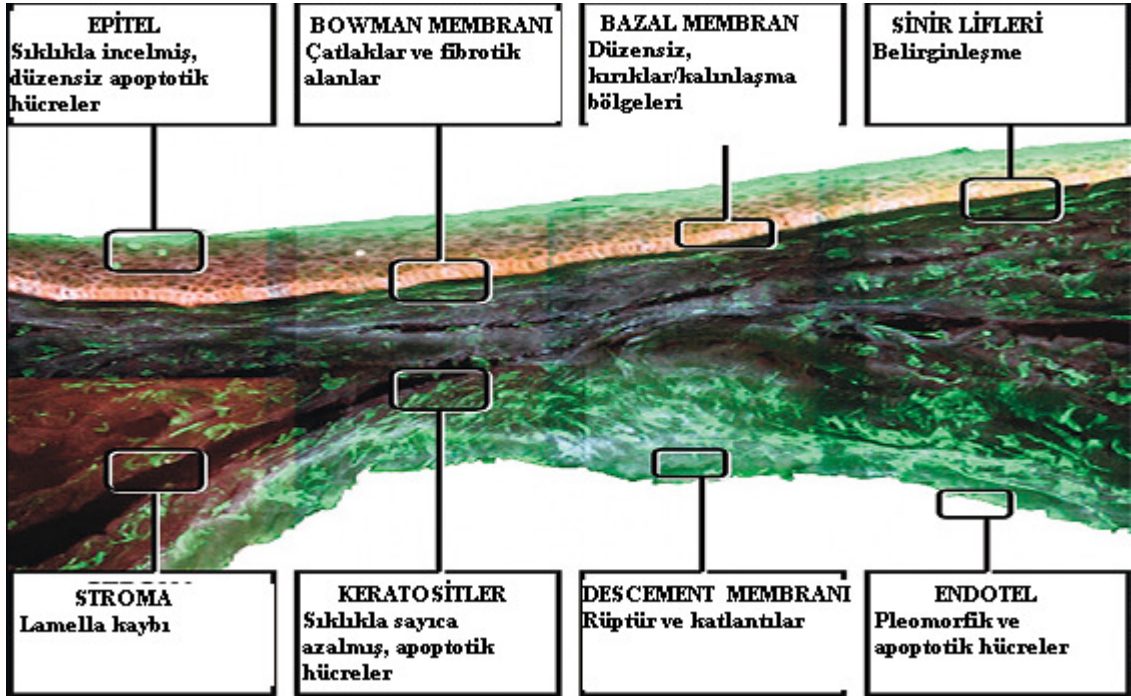 EPİTEL
Sıklıkla incelmiş,
düzensiz apoptotik
hücreler
BOWMAN MEMBRANI
Çatlaklar ve fibrotik
alanlar
BAZAL MEMBRAN
Düzensiz,
kırıklar/kalınlaşma
bölgeleri
SİNİR LİFLERİ
Belirginleşme
STROMA
Lamella kaybı
KERATOSİTLER
Sıklıkla sayıca
azalmış, apoptotik
hücreler
DESCEMENT MEMBRANI
Rüptür ve katlantılar
ENDOTEL
Pleomorfik ve
apoptotik hücreler